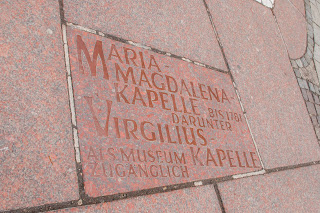 MARIA-
MAGDALENA-
KAPELLE BIS 1781
DARUNTER
VIRGILIUS
ALS MUSEUM KAPELLE
ZUGÄNGLICH